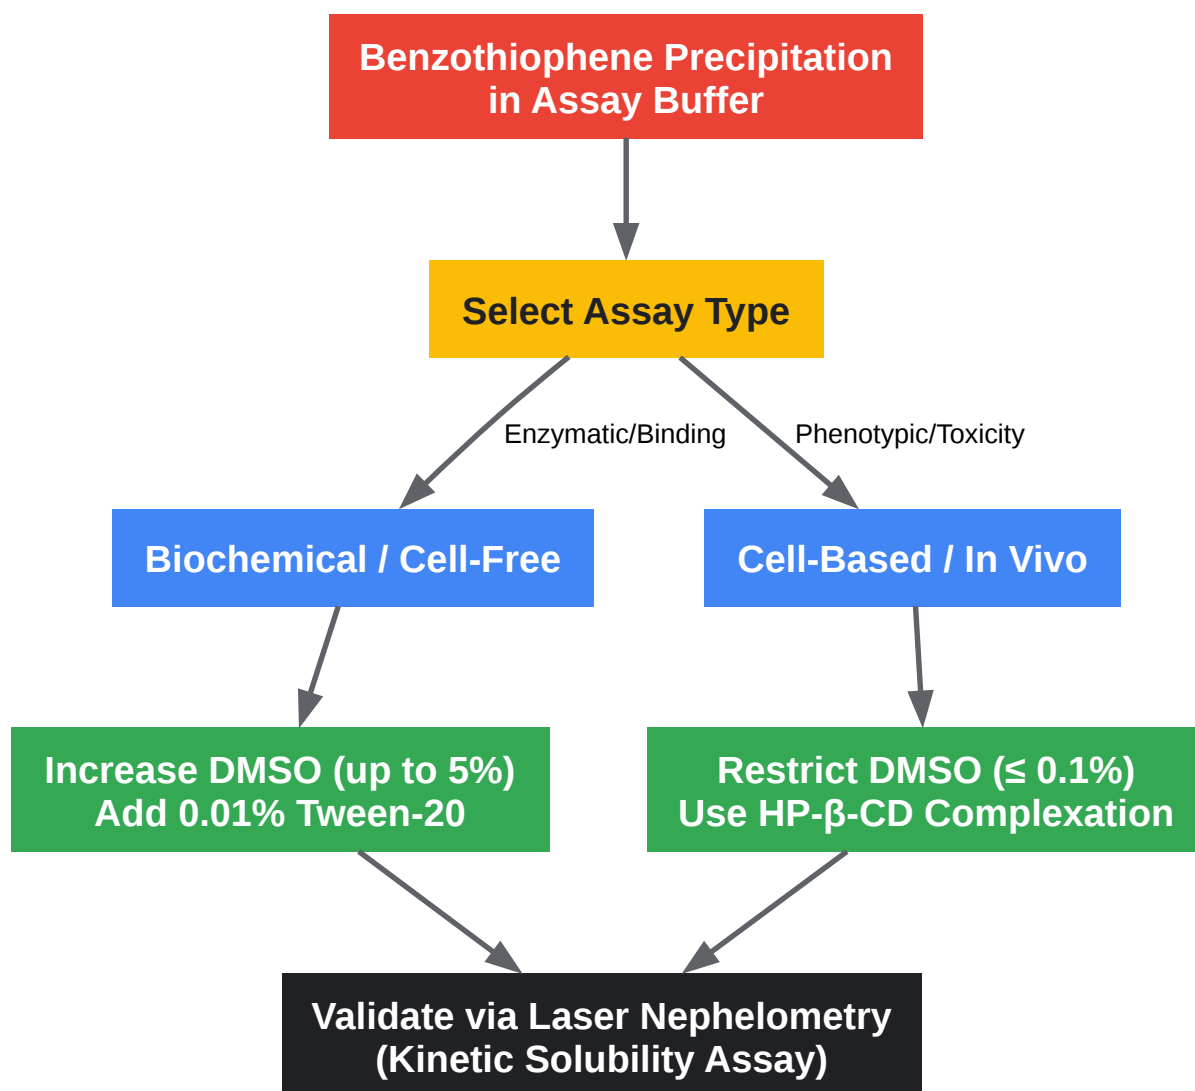 Benzothiophene Precipitation
in Assay Buffer
Select Assay Type
Enzymatic/Binding
Phenotypic/Toxicity
Biochemical / Cell-Free
Cell-Based / In Vivo
Increase DMSO (up to 5%)
Add 0.01% Tween-20
Restrict DMSO (≤ 0.1%)
Use HP-β-CD Complexation
Validate via Laser Nephelometry
(Kinetic Solubility Assay)